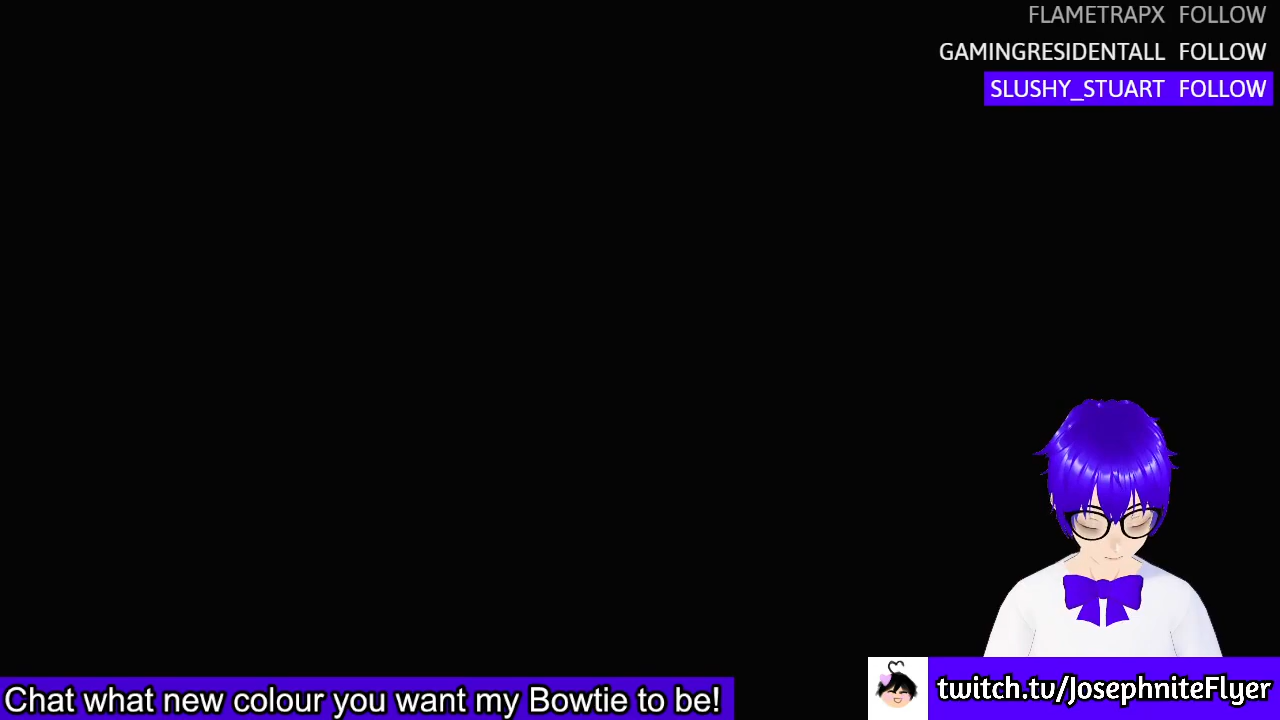 FLAMETRAPX FOLLOW
GAMINGRESIDENTALL FOLLOW
SLUSHY_STUART FOLLOW
Chat what new colour you want my Bowtie to be!
twitch.tv/JosephniteFlyer